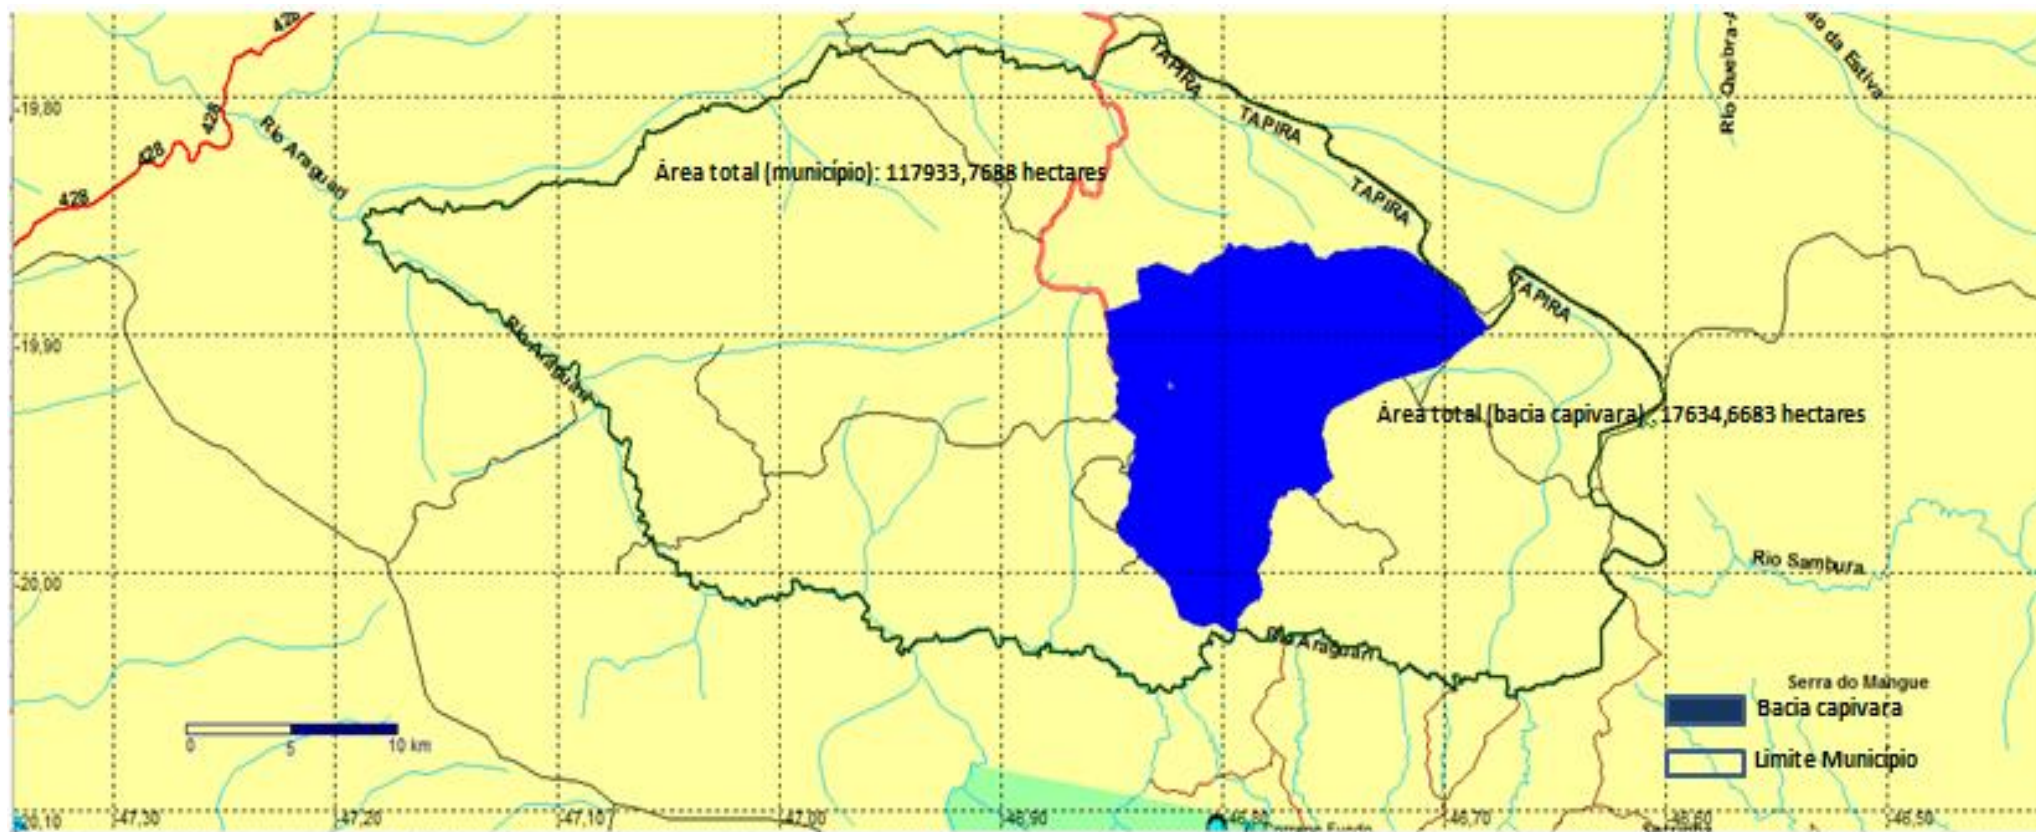 428
Rio Quebra-A
ão da Estiva
TAPIRA
-19,80
428
TAPIRA
428
Rio Araguari
Área total (município): 117933,7688 hectares
428
TAPIRA
TAPIRA
Rio Araguari
-19,90
Área total (bacia capivara) : 17634,6683 hectares
-20,00
Rio Sambura
Rio Araguari
Serra do Mangue
Bacia capivara
0 5 10 km
Limite Município
-20,10
-47,30
-47,20
-47,10
-47,00
-46,90
-46,80
-46,70
-46,60
-46,50